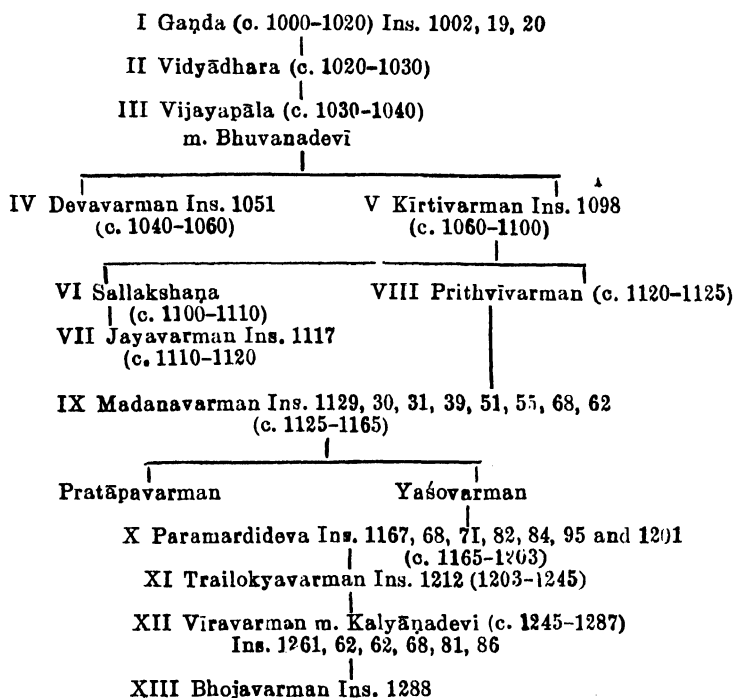 I Gaṇda (c. 1000–1020) Ins. 1002, 19, 20
II Vidyādhara (c. 1020–1030)
III Vijayapāla (c. 1030–1040)
m. Bhuvanadevī
IV Devavarman Ins. 1051 V Kīrtivarman Ins. 1098
(c. 1040–1060) (c. 1060–1100)
VI Sallakshaṇa VIII Prithvīvarman (c. 1120–1125)
(c. 1100–1110)
VII Jayavarman Ins. 1117
(c. 1110–1120
IX Madanavarman Ins. 1129, 30, 31, 39, 51, 55, 68, 62
(c. 1125–1165)
Pratāpavarman Yaśovarman
X Paramardideva Ins. 1167, 68, 71, 82, 84, 95 and 1201
(c. 1165–1203)
XI Trailokyavarman Ins. 1212 (1203–1245)
XII Vīravarman m. Kalyāṇadevi (c. 1245–1287)
Ins. 1261, 62, 62, 68, 81, 86
XIII Bhojavarman Ins. 1288